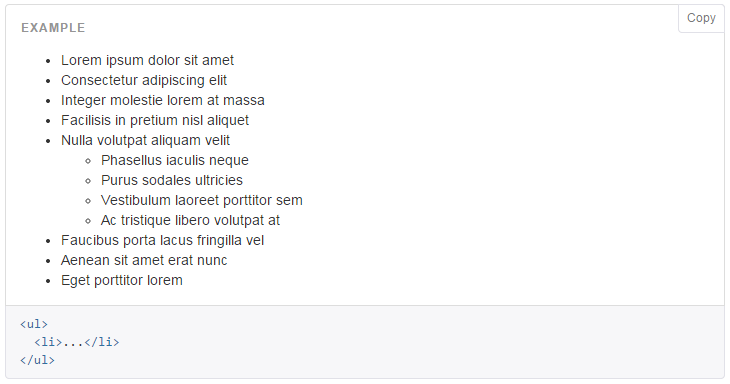 Copy
EXAMPLE
Lorem ipsum dolor sit amet
Consectetur adipiscing elit
Integer molestie lorem at massa
Facilisis in pretium nisl aliquet
Nulla volutpat aliquam velit
Phasellus iaculis neque
Purus sodales ultricies
Vestibulum laoreet porttitor sem
Ac tristique libero volutpat at
Faucibus porta lacus fringilla vel
Aenean sit amet erat nunc
Eget porttitor lorem
<ul>
  <li>...</li>
</ul>